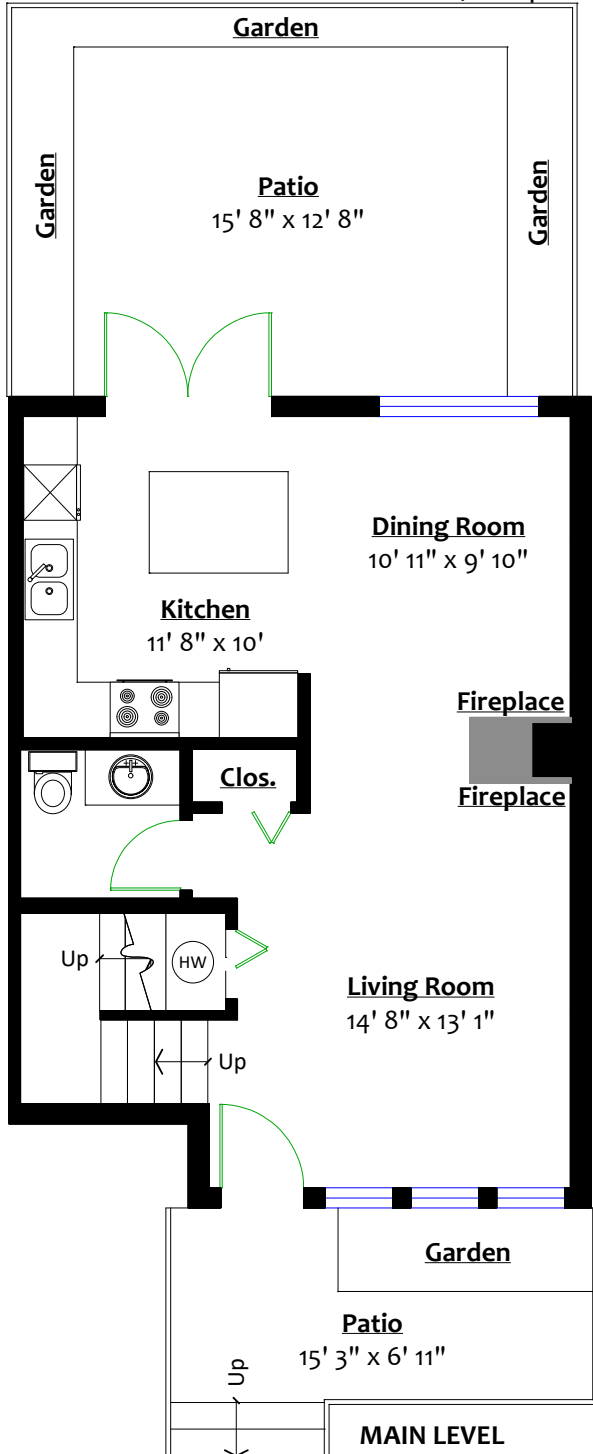 Garden
Garden
Patio
15' 8" x 12' 8"
Garden
Dining Room
10' 11" x 9' 10"
Kitchen
11' 8" x 10'
Fireplace
Fireplace
Clos.
Up
HW
Living Room
14' 8" x 13' 1"
Up
Garden
Patio
15' 3" x 6' 11"
Up
MAIN LEVEL